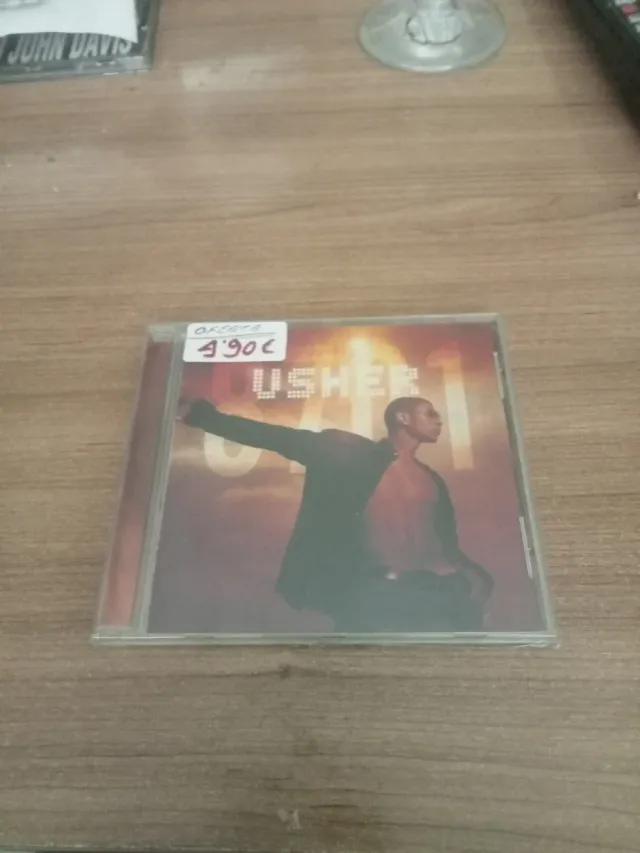 JOHN DAVIS
OFERTA
4'90€
USHER
8701